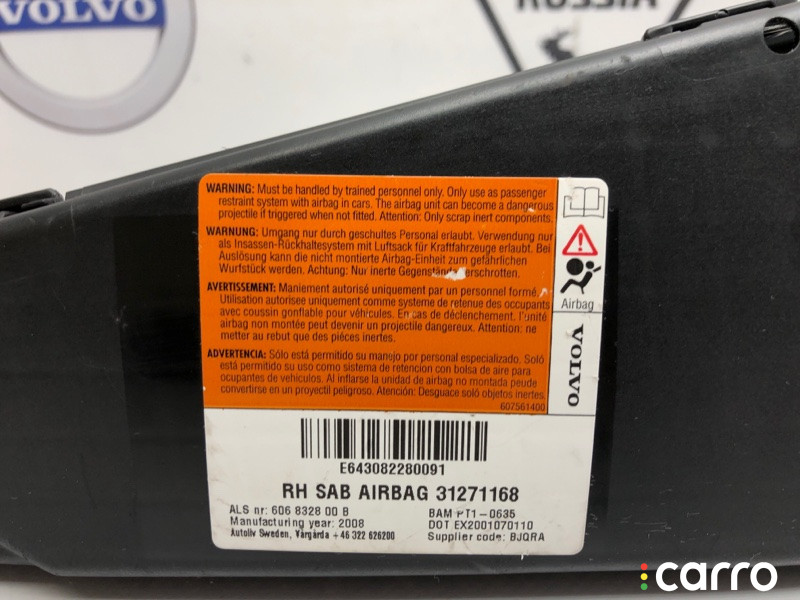 VOLVO
RUSSIA
WARNING: Must be handled by trained personnel only. Only use as passenger
restraint system with airbag in cars. The airbag unit can become a dangerous
projectile if triggered when not fitted. Attention: Only scrap inert components.
WARNUNG: Umgang nur durch geschultes Personal erlaubt. Verwendung nur
als Insassen-Rückhaltesystem mit Luftsack für Kraftfahrzeuge erlaubt. Bei
Auslösung kann die nicht montierte Airbag-Einheit zum gefährlichen
Wurfstück werden. Achtung: Nur inerte Gegenstände verschrotten.
AVERTISSEMENT: Maniement autorisé uniquement par un personnel formé
Utilisation autorisee uniquement comme systeme de retenue des occupants
avec coussin gonflable pour véhicules. En cas de déclenchement, l'unité
airbag non montée peut devenir un projectile dangereux. Attention: ne
metter au rebut que des piéces inertes.
ADVERTENCIA: Sólo está permitido su manejo por personal especializado. Soló
está permitido su uso como sistema de retencion con bolsa de aire para
ocupantes de vehiculos. Al inflarse la unidad de airbag no montada peude
convertirse en un proyectil peligroso. Atención: Desguace soló objetos inertes.
607561400
Airbag
VOLVO
E643082280091
RH SAB AIRBAG 31271168
ALS nr: 606 8328 00 B
BAM PT1-0635
Manufacturing year: 2008
DOT EX2001070110
Autoliv Sweden, Vårgårda +46 322 626200
Supplier code: BJQRA
carro